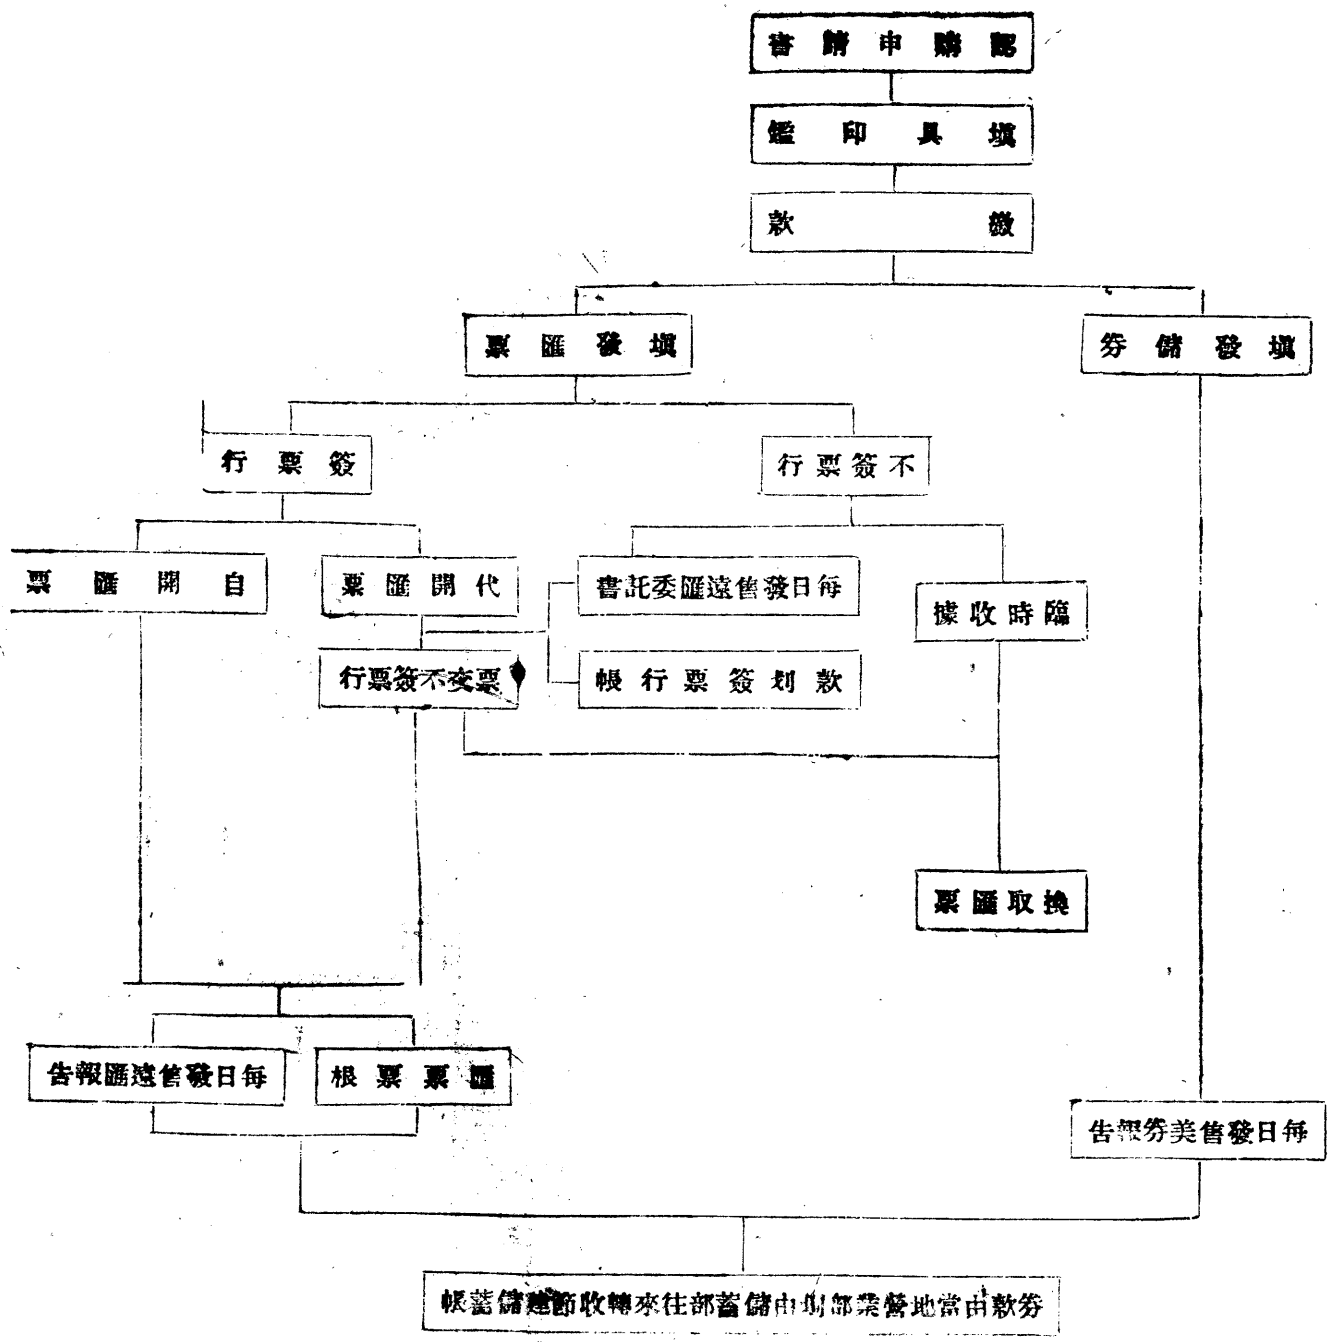 認購申請書
填具印鑑
繳款
填發匯票
填發儲券
簽票行
不簽票行
自開匯票
代開匯票
每日發售遠匯委託書
臨時收據
票交不簽票行
款划簽票行帳
換取匯票
每日發售遠匯報告
匯票票根
每日發售美券報告
券款由當地營業部劃由儲蓄部往來轉收節建儲蓄帳